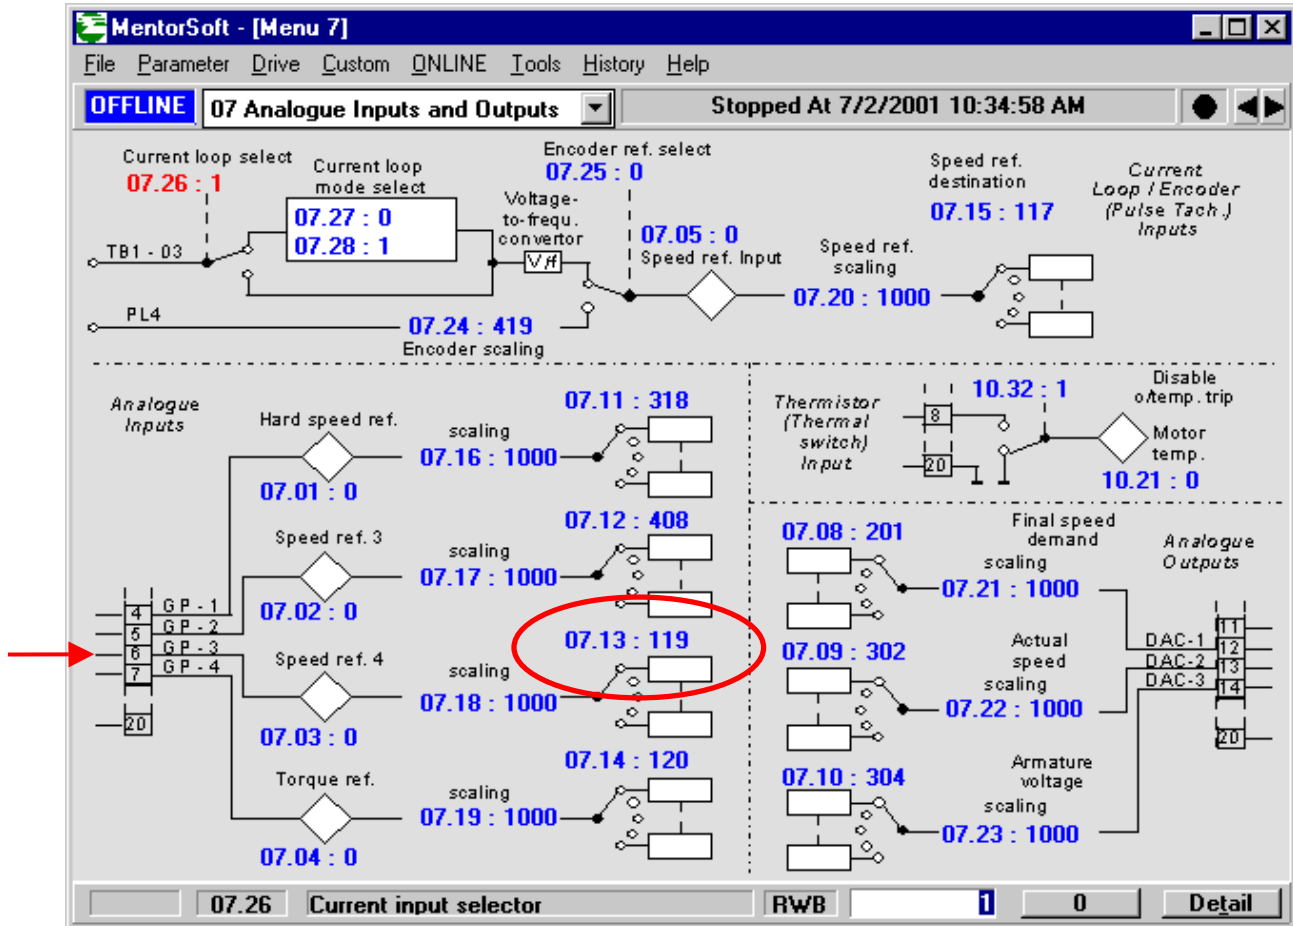 MentorSoft - [Menu 7]
File Parameter Drive Custom ONLINE Tools History Help
OFFLINE 07 Analogue Inputs and Outputs Stopped At 7/2/2001 10:34:58 AM
Current loop select
07.26 : 1
Current loop
mode select
07.27 : 0
07.28 : 1
Encoder ref. select
07.25 : 0
Voltage-
to-frequ.
convertor
V/f
07.05 : 0
Speed ref. Input
Speed ref.
scaling
07.20 : 1000
Speed ref.
destination
07.15 : 117
Current
Loop / Encoder
(Pulse Tach.)
Inputs
TB1 - 03
PL4
07.24 : 419
Encoder scaling
Analogue
Inputs
Hard speed ref.
07.01 : 0
scaling
07.16 : 1000
07.11 : 318
Speed ref. 3
07.02 : 0
scaling
07.17 : 1000
07.12 : 408
4 GP - 1
5 GP - 2
6 GP - 3
7 GP - 4
20
Speed ref. 4
07.03 : 0
scaling
07.18 : 1000
07.13 : 119
Torque ref.
07.04 : 0
scaling
07.19 : 1000
07.14 : 120
Thermistor
(Thermal
switch)
Input
8
20
10.32 : 1
Disable
o/temp. trip
Motor
temp.
10.21 : 0
07.08 : 201
Final speed
demand
scaling
07.21 : 1000
Analogue
Outputs
07.09 : 302
Actual
speed
scaling
07.22 : 1000
07.10 : 304
Armature
voltage
scaling
07.23 : 1000
11
DAC-1 12
DAC-2 13
DAC-3 14
20
07.26 Current input selector RWB 1 0 Detail